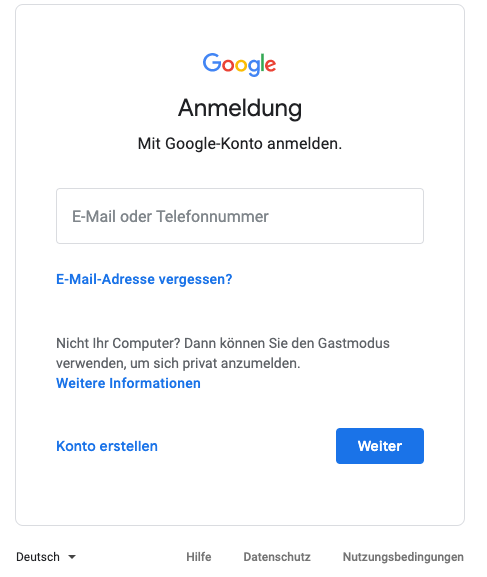 Google
Anmeldung
Mit Google-Konto anmelden.
E-Mail oder Telefonnummer
E-Mail-Adresse vergessen?
Nicht Ihr Computer? Dann können Sie den Gastmodus
verwenden, um sich privat anzumelden.
Weitere Informationen
Konto erstellen
Weiter
Deutsch
Hilfe
Datenschutz
Nutzungsbedingungen